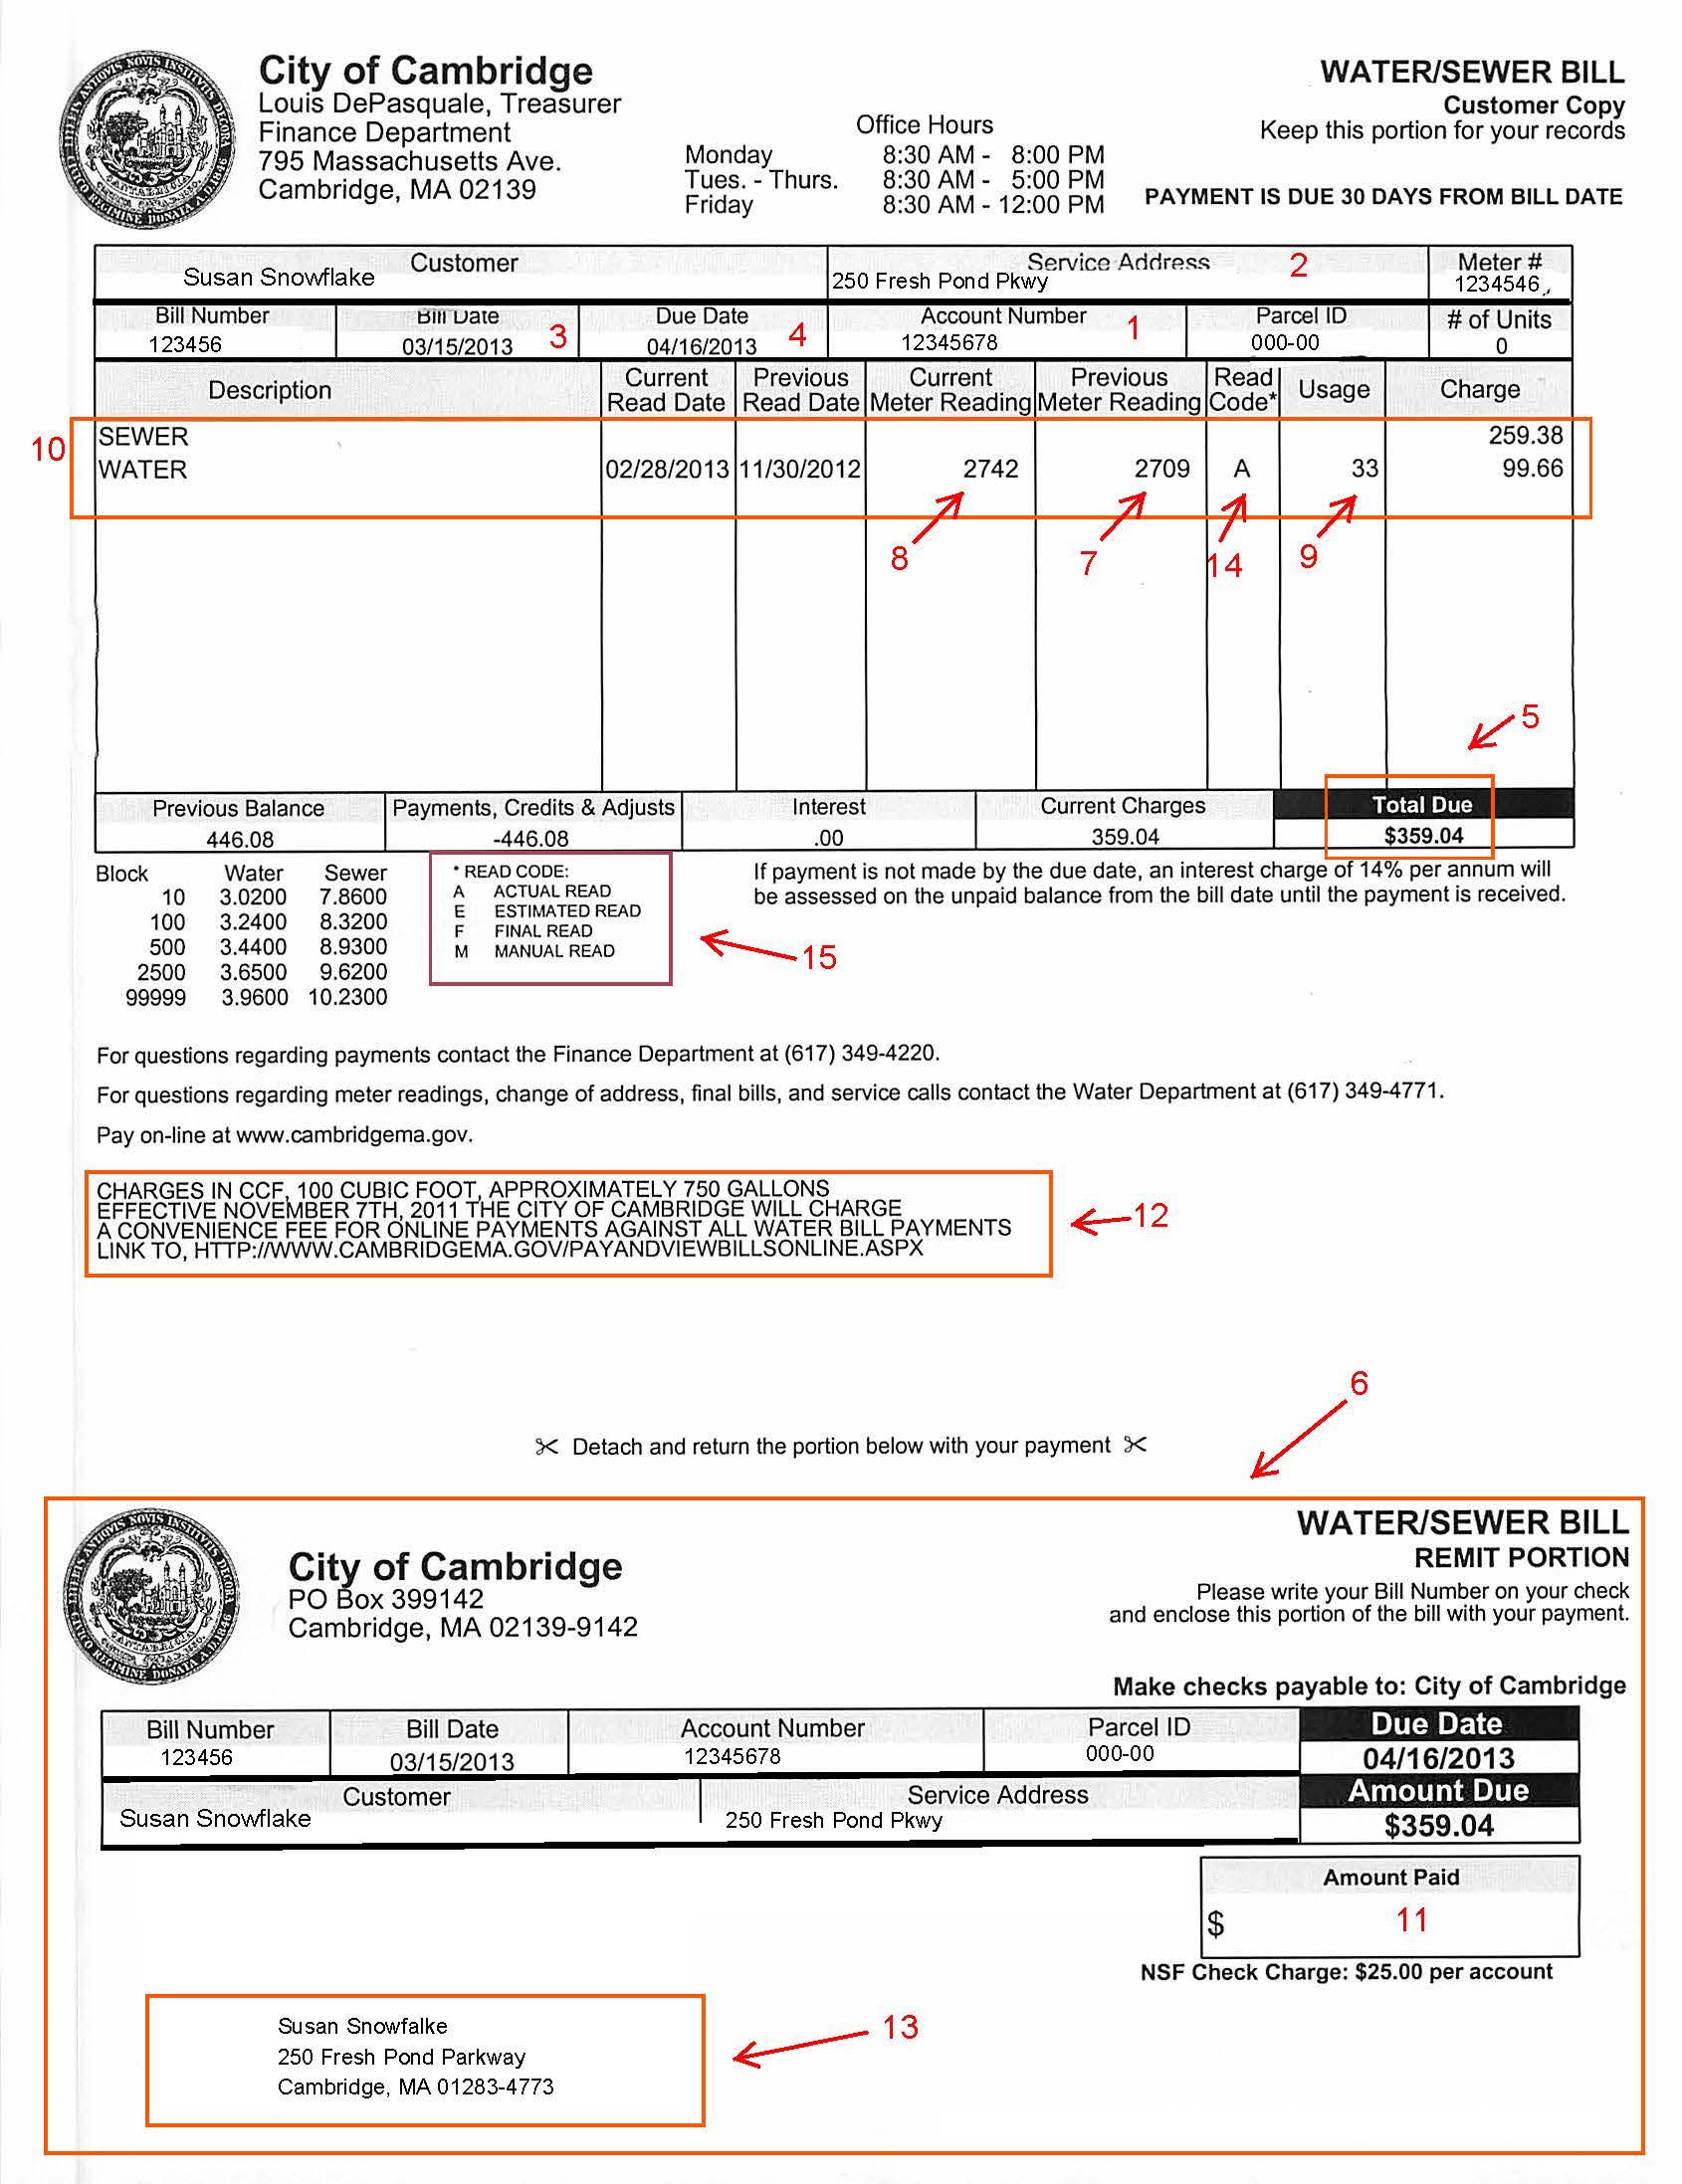 City of Cambridge
Louis DePasquale, Treasurer
Finance Department
795 Massachusetts Ave.
Cambridge, MA 02139
Office Hours
Monday 8:30 AM - 8:00 PM
Tues. - Thurs. 8:30 AM - 5:00 PM
Friday 8:30 AM - 12:00 PM
WATER/SEWER BILL
Customer Copy
Keep this portion for your records
PAYMENT IS DUE 30 DAYS FROM BILL DATE
Customer Service Address 2 Meter #
Susan Snowflake 250 Fresh Pond Pkwy 1234546
Bill Number Bill Date 3 Due Date 4 Account Number 1 Parcel ID # of Units
123456 03/15/2013 04/16/2013 12345678 000-00 0
Description Current Read Date Previous Read Date Current Meter Reading Previous Meter Reading Read Code* Usage Charge
10
SEWER 259.38
WATER 02/28/2013 11/30/2012 2742 2709 A 33 99.66
8 7 14 9
5
Previous Balance Payments, Credits & Adjusts Interest Current Charges Total Due
446.08 -446.08 .00 359.04 $359.04
Block Water Sewer
10 3.0200 7.8600
100 3.2400 8.3200
500 3.4400 8.9300
2500 3.6500 9.6200
99999 3.9600 10.2300
* READ CODE:
A ACTUAL READ
E ESTIMATED READ
F FINAL READ
M MANUAL READ
15
If payment is not made by the due date, an interest charge of 14% per annum will
be assessed on the unpaid balance from the bill date until the payment is received.
For questions regarding payments contact the Finance Department at (617) 349-4220.
For questions regarding meter readings, change of address, final bills, and service calls contact the Water Department at (617) 349-4771.
Pay on-line at www.cambridgema.gov.
CHARGES IN CCF, 100 CUBIC FOOT, APPROXIMATELY 750 GALLONS
EFFECTIVE NOVEMBER 7TH, 2011 THE CITY OF CAMBRIDGE WILL CHARGE
A CONVENIENCE FEE FOR ONLINE PAYMENTS AGAINST ALL WATER BILL PAYMENTS
LINK TO, HTTP://WWW.CAMBRIDGEMA.GOV/PAYANDVIEWBILLSONLINE.ASPX
12
6
Detach and return the portion below with your payment
City of Cambridge
PO Box 399142
Cambridge, MA 02139-9142
WATER/SEWER BILL
REMIT PORTION
Please write your Bill Number on your check
and enclose this portion of the bill with your payment.
Make checks payable to: City of Cambridge
Bill Number Bill Date Account Number Parcel ID Due Date
123456 03/15/2013 12345678 000-00 04/16/2013
Customer Service Address Amount Due
Susan Snowflake 250 Fresh Pond Pkwy $359.04
Amount Paid
$ 11
NSF Check Charge: $25.00 per account
Susan Snowfalke
250 Fresh Pond Parkway
Cambridge, MA 01283-4773
13